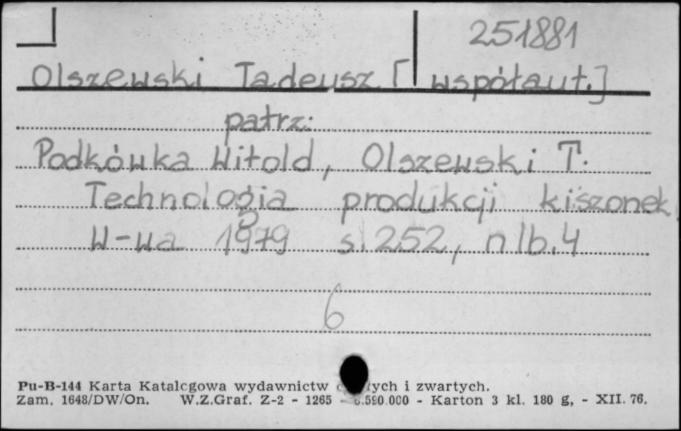 251881
Olszewski Tadeusz [współaut.]
patrz:
Podkówka Witold, Olszewski T.
Technologia produkcji kiszonek
W-wa 1979 s. 252, nlb. 4
6
Pu-B-144 Karta Katalogowa wydawnictw i zwartych.
Zam. 1648/DW/On. W.Z.Graf. Z-2 - 1265 - Karton 3 kl. 180 g, - XII. 76.